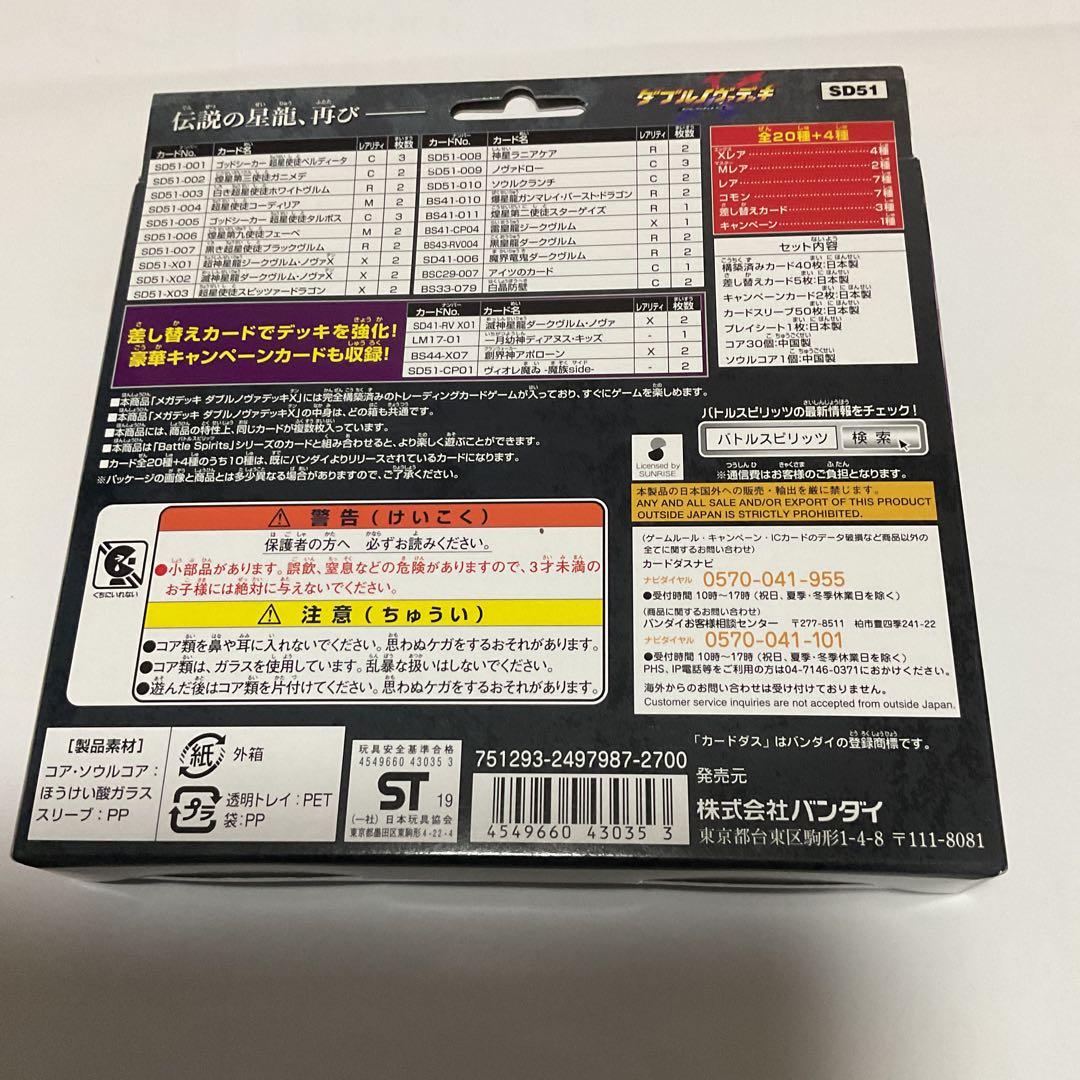 伝説の星龍、再び
ダブルノヴァデッキ
SD51
カードNo. カード名 レアリティ 枚数
SD51-001 ゴッドシーカー 超星使徒ペルディータ C 3
SD51-002 煌星第三使徒ガニメデ C 2
SD51-003 白き超星使徒ホワイトヴルム R 2
SD51-004 超星使徒コーディリア M 2
SD51-005 ゴッドシーカー 超星使徒タルボス C 3
SD51-006 煌星第九使徒フェーベ M 2
SD51-007 黒き超星使徒ブラックヴルム R 2
SD51-X01 超神星龍ジークヴルム・ノヴァX X 2
SD51-X02 滅神星龍ダークヴルム・ノヴァX X 2
SD51-X03 超星使徒スピッツァードラゴン X 2
カードNo. カード名 レアリティ 枚数
SD51-008 神星ラニアケア R 2
SD51-009 ノヴァドロー C 3
SD51-010 ソウルクランチ C 2
BS41-010 爆星龍ガンマレイ・バーストドラゴン R 2
BS41-011 煌星第二使徒スターゲイズ R 1
BS41-CP04 雷皇龍ジークヴルム X 1
BS43-RV004 黒皇龍ダークヴルム R 2
SD41-006 魔界竜鬼ダークヴルム R 2
BSC29-007 アイツのカード C 1
BS33-079 白晶防壁 C 2
全20種+4種
Xレア 4種
Mレア 2種
レア 7種
コモン 7種
差し替えカード 3種
キャンペーン 1種
セット内容
構築済みカード40枚:日本製
差し替えカード5枚:日本製
キャンペーンカード2枚:日本製
カードスリーブ50枚:日本製
プレイシート1枚:日本製
コア30個:中国製
ソウルコア1個:中国製
差し替えカードでデッキを強化!
豪華キャンペーンカードも収録!
カードNo. カード名 レアリティ 枚数
SD41-RV X01 滅神星龍ダークヴルム・ノヴァ X 2
LM17-01 一月幼神ディアヌス・キッズ - 1
BS44-X07 創界神アポローン X 2
SD51-CP01 ヴィオレ魔ゐ -魔族side- - 2
■本商品「メガデッキ ダブルノヴァデッキX」には完全構築済みのトレーディングカードゲームが入っており、すぐにゲームを楽しめます。
■本商品「メガデッキ ダブルノヴァデッキX」の中身は、どの箱も共通です。
■本商品には、商品の特性上、同じカードが複数枚入っています。
■本商品は「Battle Spirits」シリーズのカードと組み合わせると、より楽しく遊ぶことができます。
■カード全20種+4種のうち10種は、既にバンダイよりリリースされているカードになります。
※パッケージの画像と商品とは多少異なる場合がありますので、ご了承ください。
Licensed by
SUNRISE
バトルスピリッツの最新情報をチェック!
バトルスピリッツ 検索
※通信費はお客様のご負担となります。
本製品の日本国外への販売・輸出を厳に禁じます。
ANY AND ALL SALE AND/OR EXPORT OF THIS PRODUCT
OUTSIDE JAPAN IS STRICTLY PROHIBITED.
(ゲームルール・キャンペーン・ICカードのデータ破損など商品以外の
全てに関するお問い合わせ)
カードダスナビ
ナビダイヤル 0570-041-955
●受付時間 10時~17時(祝日、夏季・冬季休業日を除く)
(商品に関するお問い合わせ)
バンダイお客様相談センター 〒277-8511 柏市豊四季241-22
ナビダイヤル 0570-041-101
●受付時間 10時~17時(祝日、夏季・冬季休業日を除く)
PHS、IP電話等をご利用の方は04-7146-0371におかけください。
海外からのお問い合わせは受け付けておりません。
Customer service inquiries are not accepted from outside Japan.
くちにいれない
警告(けいこく)
保護者の方へ 必ずお読みください。
●小部品があります。誤飲、窒息などの危険がありますので、3才未満の
お子様には絶対に与えないでください。
注意(ちゅうい)
●コア類を鼻や耳に入れないでください。思わぬケガをするおそれがあります。
●コア類は、ガラスを使用しています。乱暴な扱いはしないでください。
●遊んだ後はコア類を片付けてください。思わぬケガをするおそれがあります。
「カードダス」はバンダイの登録商標です。
[製品素材]
コア・ソウルコア:
ほうけい酸ガラス
スリーブ:PP
紙 外箱
プラ 透明トレイ:PET
袋:PP
玩具安全基準合格
4549660 43035 3
ST 19
(一社)日本玩具協会
東京都墨田区東駒形4-22-4
751293-2497987-2700
4549660 43035 3
発売元
株式会社バンダイ
東京都台東区駒形1-4-8 〒111-8081